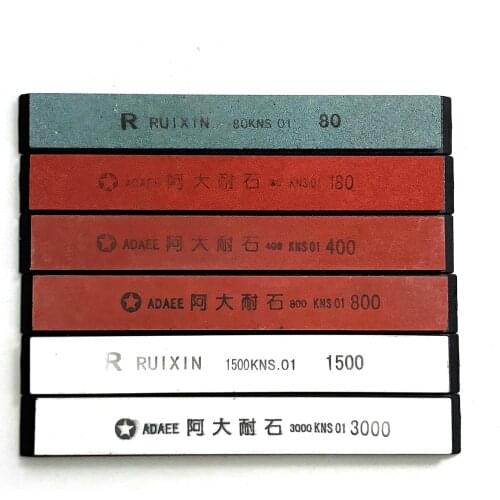 R RUIXIN 80KNS.01 80
ADAEE 阿大耐石 180 KNS01 180
ADAEE 阿大耐石 400 KNS01 400
ADAEE 阿大耐石 800 KNS01 800
R RUIXIN 1500KNS.01 1500
ADAEE 阿大耐石 3000 KNS01 3000